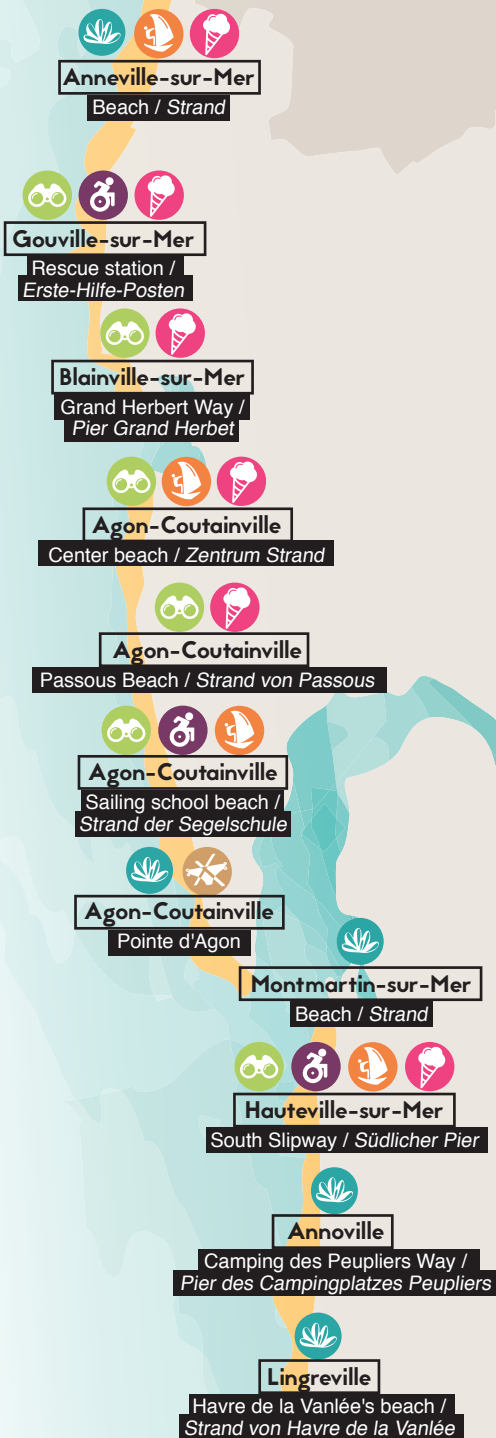 Anneville-sur-Mer
Beach / Strand
Gouville-sur-Mer
Rescue station /
Erste-Hilfe-Posten
Blainville-sur-Mer
Grand Herbert Way /
Pier Grand Herbet
Agon-Coutainville
Center beach / Zentrum Strand
Agon-Coutainville
Passous Beach / Strand von Passous
Agon-Coutainville
Sailing school beach /
Strand der Segelschule
Agon-Coutainville
Pointe d'Agon
Montmartin-sur-Mer
Beach / Strand
Hauteville-sur-Mer
South Slipway / Südlicher Pier
Annoville
Camping des Peupliers Way /
Pier des Campingplatzes Peupliers
Lingreville
Havre de la Vanlée's beach /
Strand von Havre de la Vanlée